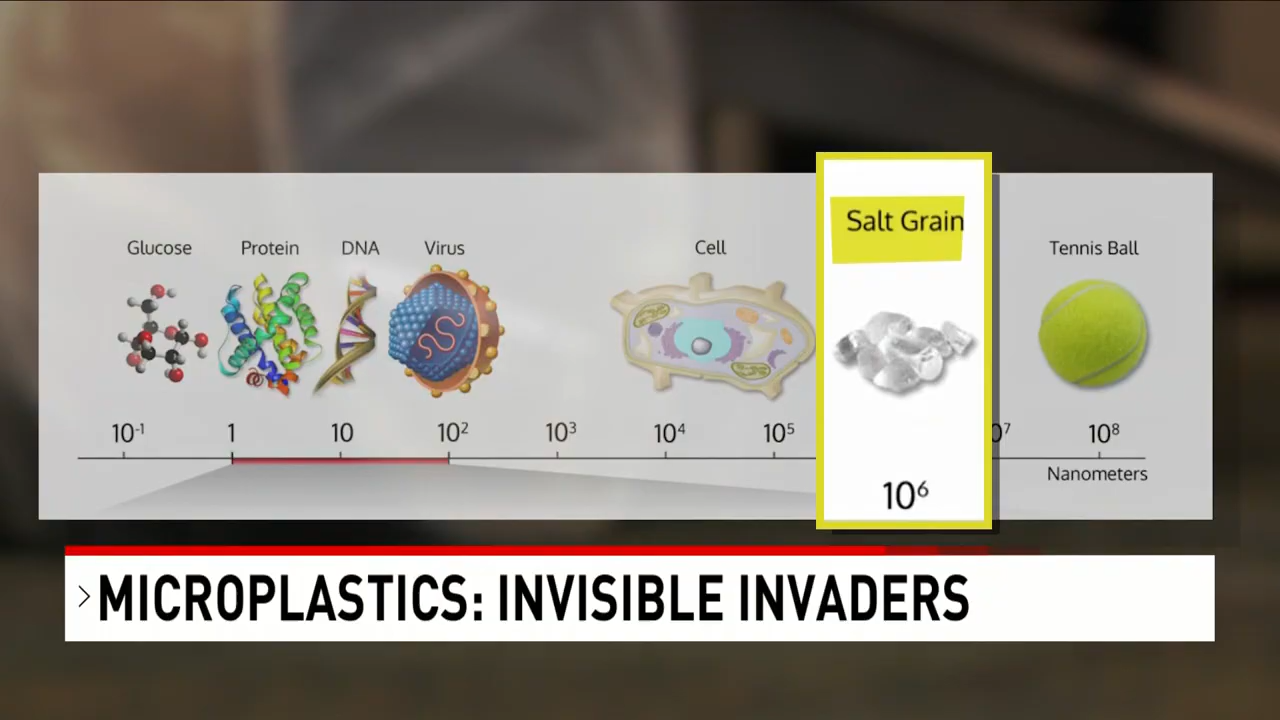 Glucose
Protein
DNA
Virus
Cell
Salt Grain
Tennis Ball
10-1
1
10
10²
10³
10⁴
10⁵
10⁶
10⁸
Nanometers
MICROPLASTICS: INVISIBLE INVADERS